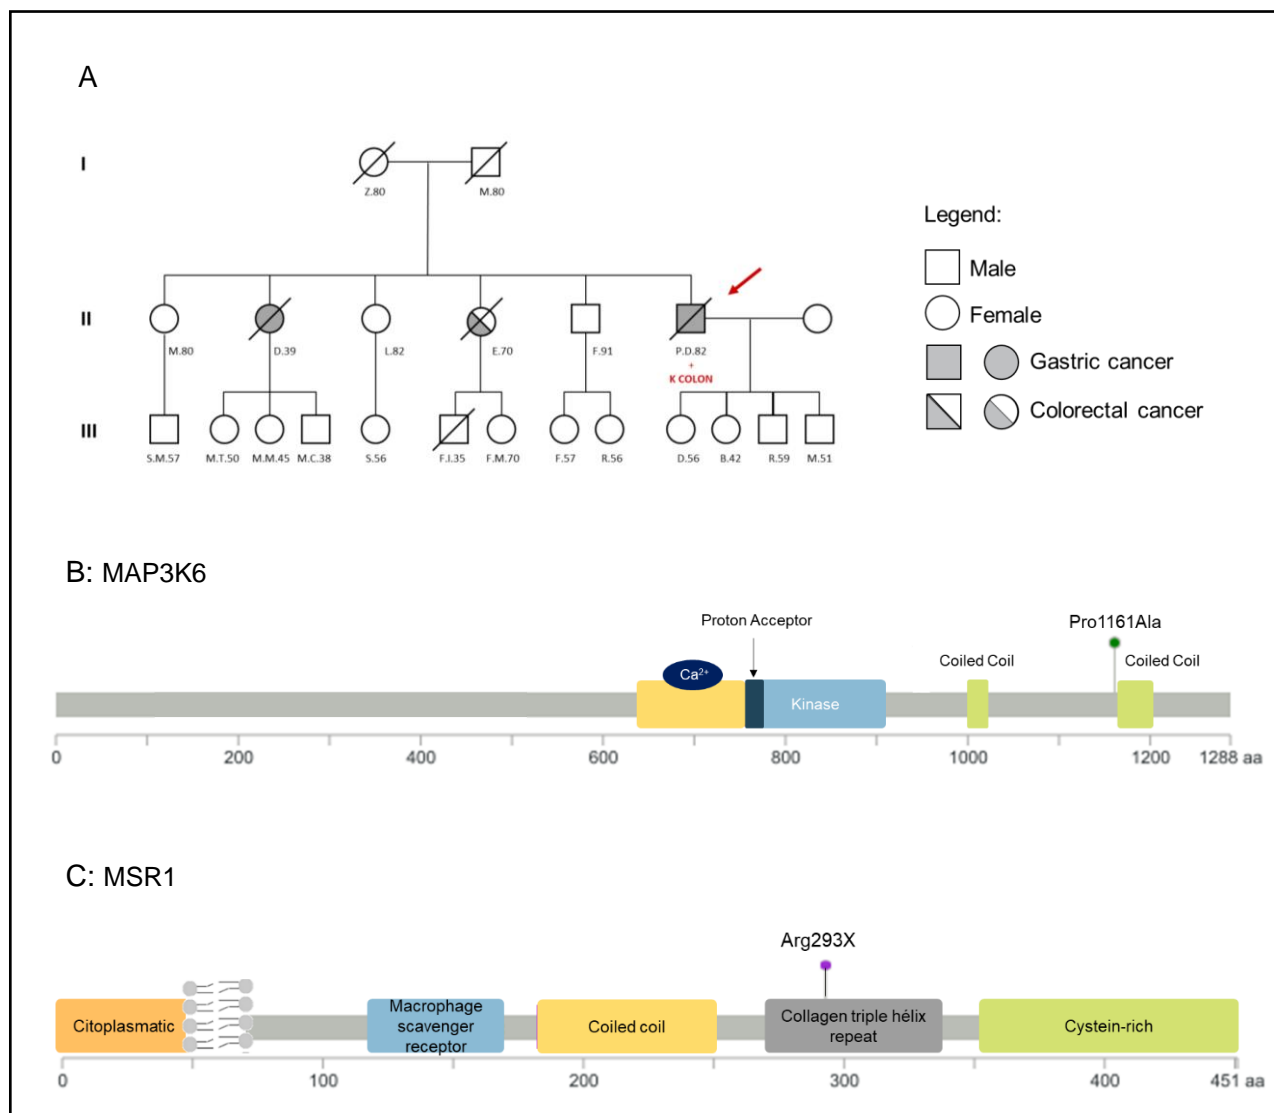 A
I
Z.80
M.80
Legend:
Male
Female
Gastric cancer
Colorectal cancer
II
M.80
D.39
L.82
E.70
F.91
P.D.82
+
K COLON
III
S.M.57
M.T.50
M.M.45
M.C.38
S.56
F.I.35
F.M.70
F.57
R.56
D.56
B.42
R.59
M.51
B: MAP3K6
Proton Acceptor
Pro1161Ala
Coiled Coil
Coiled Coil
Ca2+
Kinase
0
200
400
600
800
1000
1200
1288 aa
C: MSR1
Arg293X
Citoplasmatic
Macrophage
scavenger
receptor
Coiled coil
Collagen triple hélix
repeat
Cystein-rich
0
100
200
300
400
451 aa